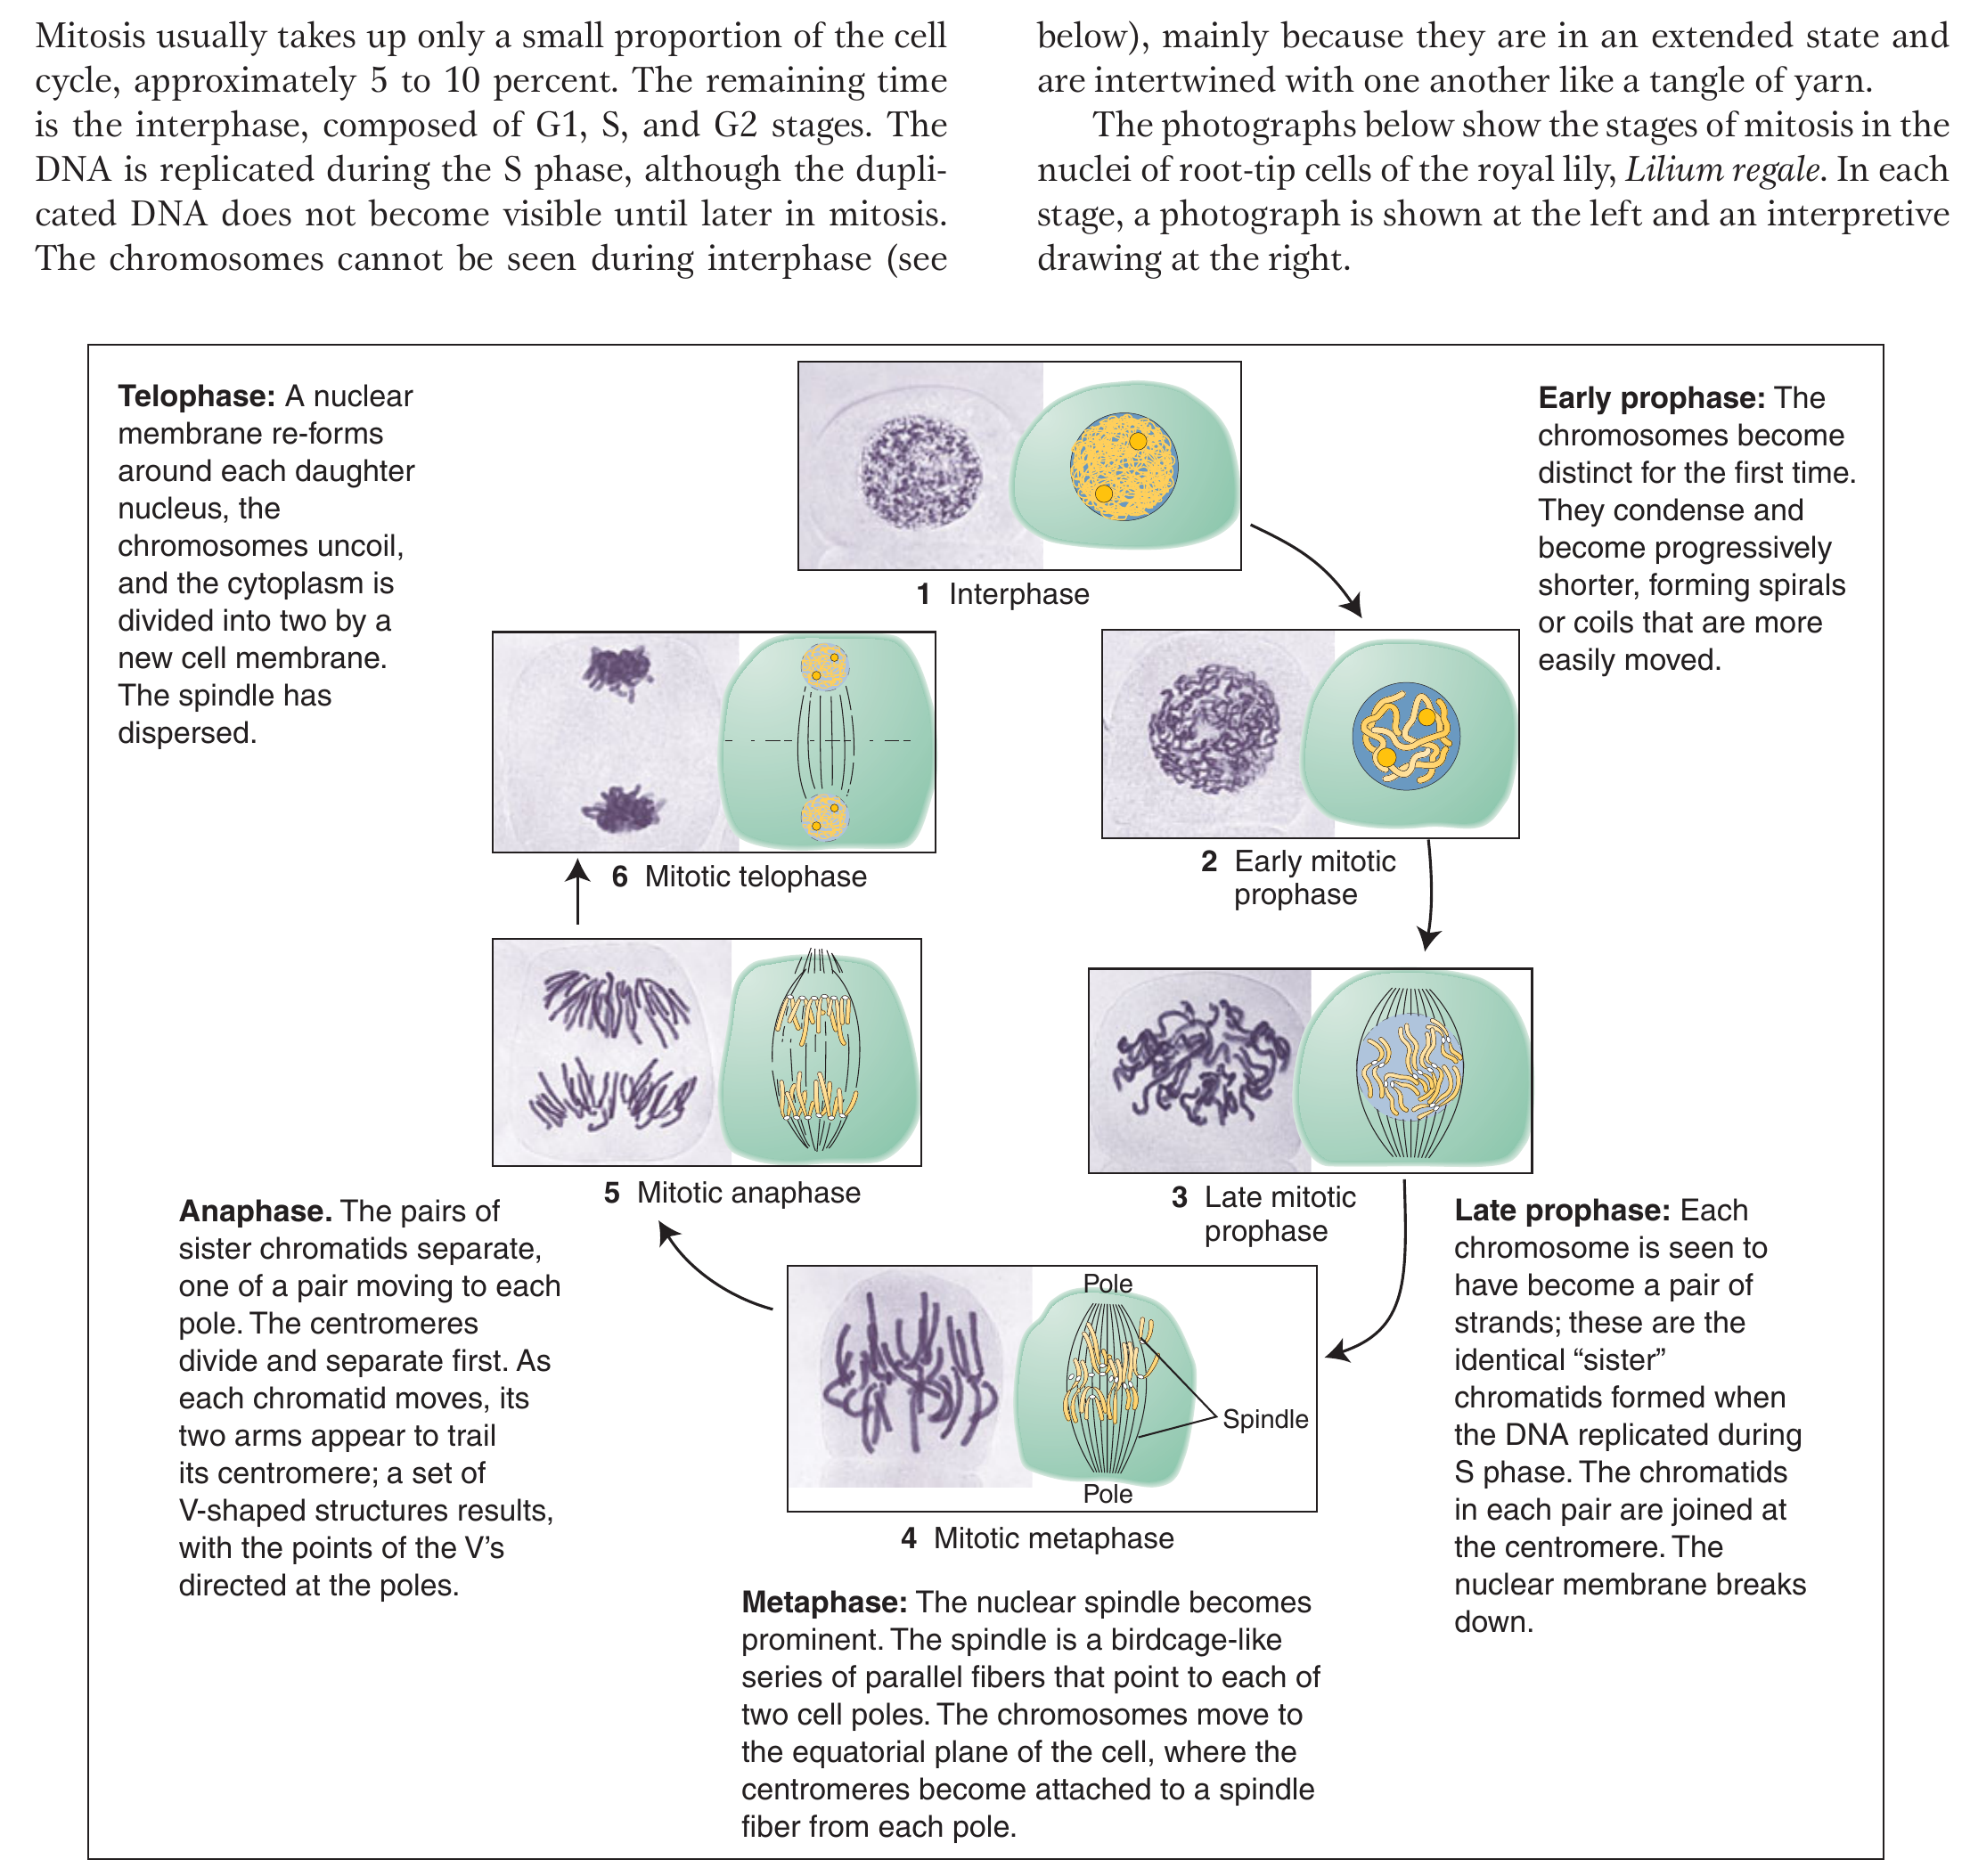 Mitosis usually takes up only a small proportion of the cell
cycle, approximately 5 to 10 percent. The remaining time
is the interphase, composed of G1, S, and G2 stages. The
DNA is replicated during the S phase, although the dupli-
cated DNA does not become visible until later in mitosis.
The chromosomes cannot be seen during interphase (see
below), mainly because they are in an extended state and
are intertwined with one another like a tangle of yarn.
The photographs below show the stages of mitosis in the
nuclei of root-tip cells of the royal lily, Lilium regale. In each
stage, a photograph is shown at the left and an interpretive
drawing at the right.
1 Interphase
Early prophase: The
chromosomes become
distinct for the first time.
They condense and
become progressively
shorter, forming spirals
or coils that are more
easily moved.
2 Early mitotic
prophase
3 Late mitotic
prophase
Late prophase: Each
chromosome is seen to
have become a pair of
strands; these are the
identical “sister”
chromatids formed when
the DNA replicated during
S phase. The chromatids
in each pair are joined at
the centromere. The
nuclear membrane breaks
down.
Pole
Spindle
Pole
4 Mitotic metaphase
Metaphase: The nuclear spindle becomes
prominent. The spindle is a birdcage-like
series of parallel fibers that point to each of
two cell poles. The chromosomes move to
the equatorial plane of the cell, where the
centromeres become attached to a spindle
fiber from each pole.
5 Mitotic anaphase
Anaphase. The pairs of
sister chromatids separate,
one of a pair moving to each
pole. The centromeres
divide and separate first. As
each chromatid moves, its
two arms appear to trail
its centromere; a set of
V-shaped structures results,
with the points of the V’s
directed at the poles.
6 Mitotic telophase
Telophase: A nuclear
membrane re-forms
around each daughter
nucleus, the
chromosomes uncoil,
and the cytoplasm is
divided into two by a
new cell membrane.
The spindle has
dispersed.